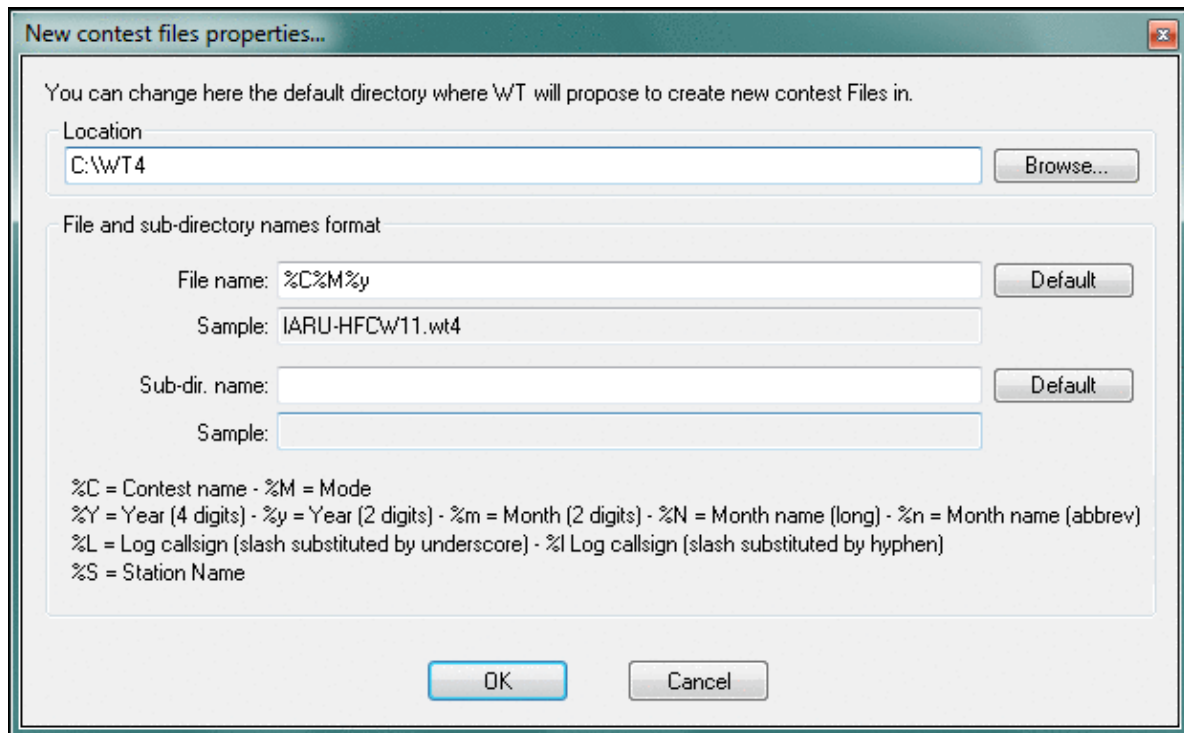 New contest files properties...
You can change here the default directory where WT will propose to create new contest Files in.
Location
C:\WT4
Browse...
File and sub-directory names format
File name: %C%M%y Default
Sample: IARU-HFCW11.wt4
Sub-dir. name: Default
Sample:
%C = Contest name - %M = Mode
%Y = Year (4 digits) - %y = Year (2 digits) - %m = Month (2 digits) - %N = Month name (long) - %n = Month name (abbrev)
%L = Log callsign (slash substituted by underscore) - %l Log callsign (slash substituted by hyphen)
%S = Station Name
OK Cancel